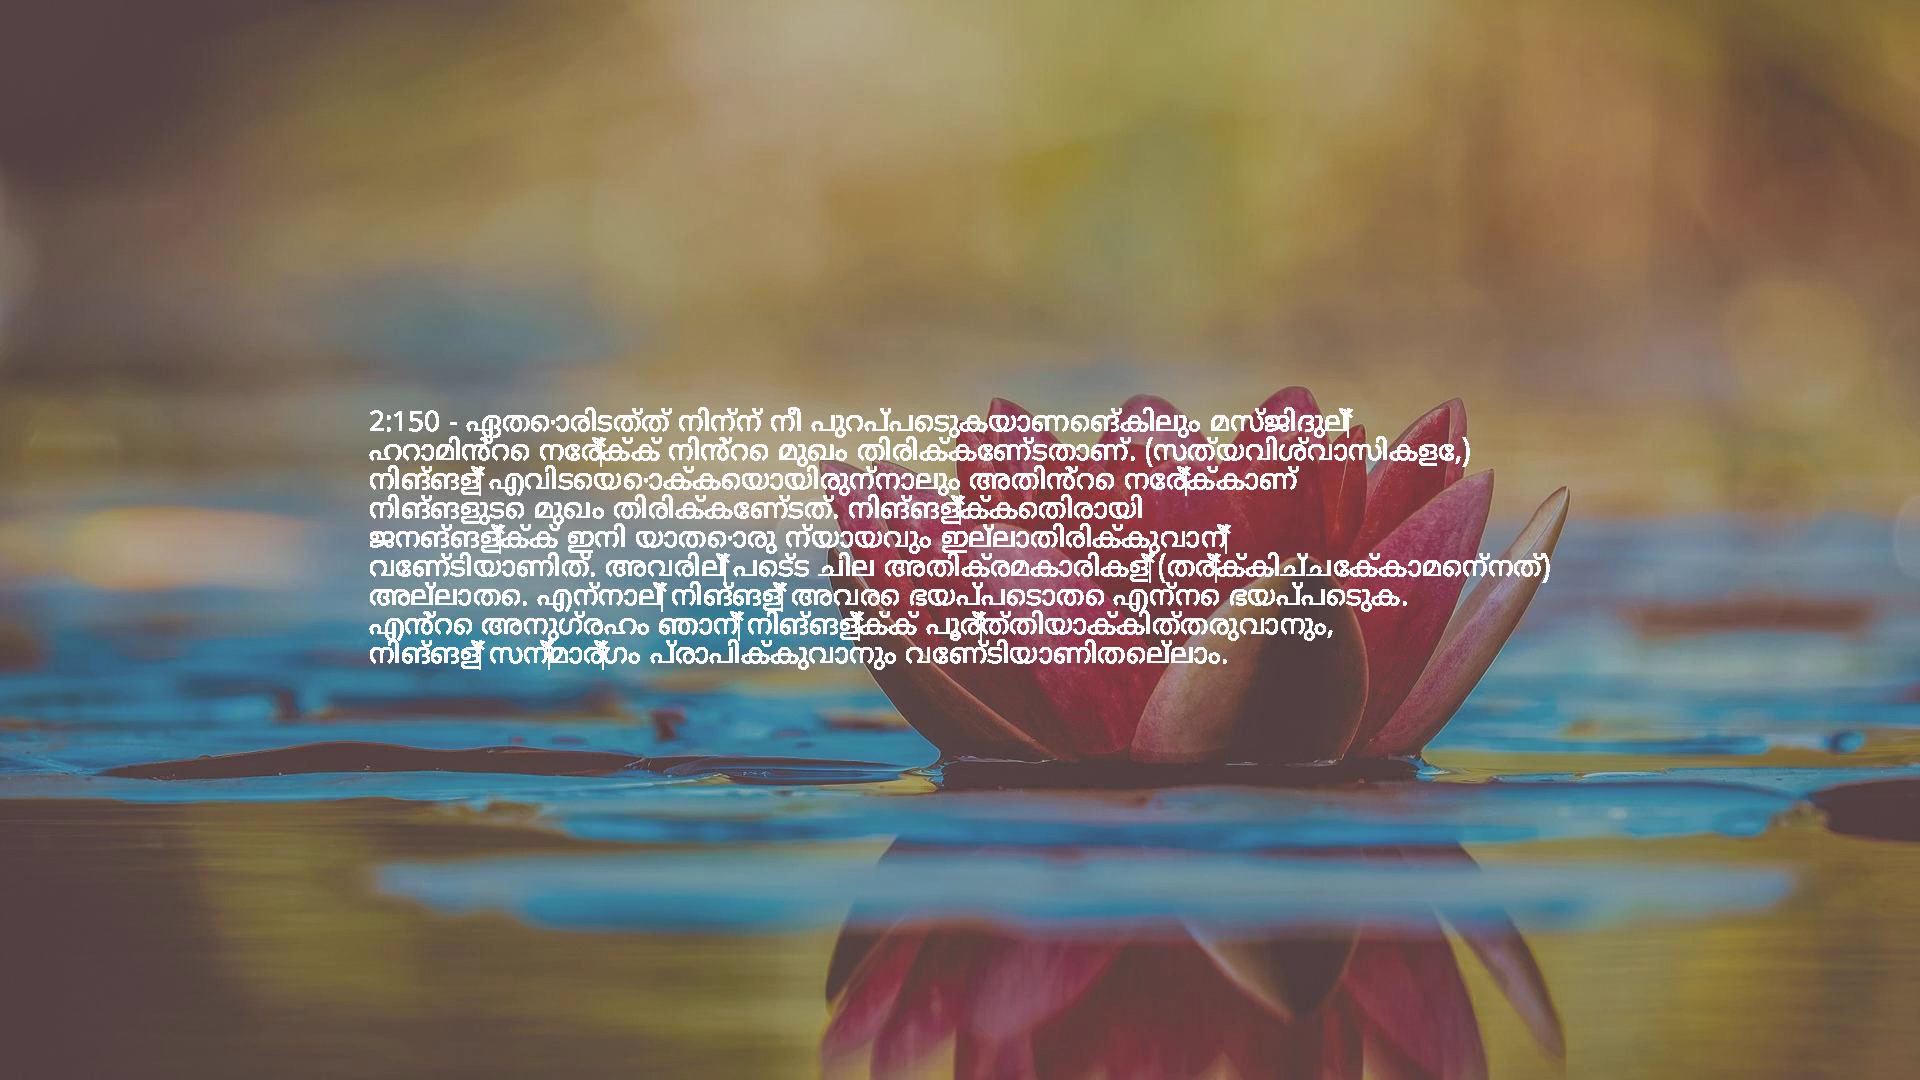 2:150 - ഏതൊരിടത്ത് നിന്ന് നീ പുറപ്പെടുകയാണെങ്കിലും മസ്ജിദുല്‍
ഹറാമിന്‍റെ നേര്‍ക്ക് നിന്‍റെ മുഖം തിരിക്കേണ്ടതാണ്. (സത്യവിശ്വാസികളേ,)
നിങ്ങള്‍ എവിടെയൊക്കെയായിരുന്നാലും അതിന്‍റെ നേര്‍ക്കാണ്
നിങ്ങളുടെ മുഖം തിരിക്കേണ്ടത്. നിങ്ങള്‍ക്കെതിരായി
ജനങ്ങള്‍ക്ക് ഇനി യാതൊരു ന്യായവും ഇല്ലാതിരിക്കുവാന്‍
വേണ്ടിയാണിത്. അവരില്‍ പെട്ട ചില അതിക്രമകാരികള്‍ (തര്‍ക്കിച്ചേക്കാമെന്നത്)
അല്ലാതെ. എന്നാല്‍ നിങ്ങള്‍ അവരെ ഭയപ്പെടാതെ എന്നെ ഭയപ്പെടുക.
എന്‍റെ അനുഗ്രഹം ഞാന്‍ നിങ്ങള്‍ക്ക് പൂര്‍ത്തിയാക്കിത്തരുവാനും,
നിങ്ങള്‍ സന്‍മാര്‍ഗം പ്രാപിക്കുവാനും വേണ്ടിയാണിതെല്ലാം.